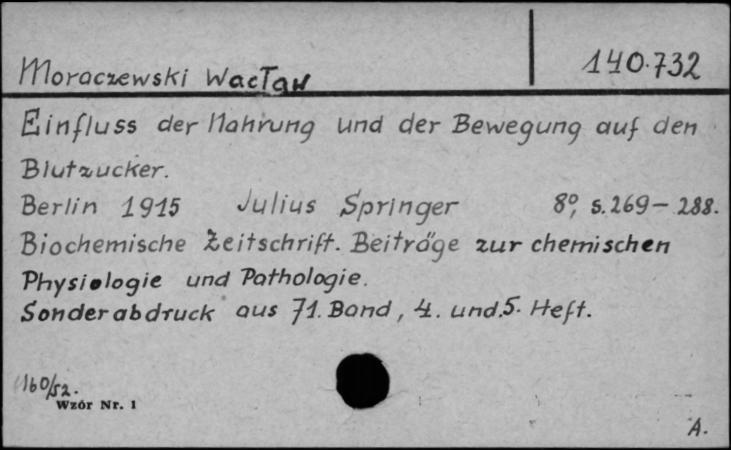 Moraczewski Wacław
140.732
Einfluss der Nahrung und der Bewegung auf den
Blutzucker.
Berlin 1915 Julius Springer 8º, s. 269 – 288.
Biochemische Zeitschrift. Beiträge zur chemischen
Physiologie und Pathologie.
Sonderabdruck aus 71. Band, 4. und 5. Heft.
160/52.
Wzór Nr. 1
A.